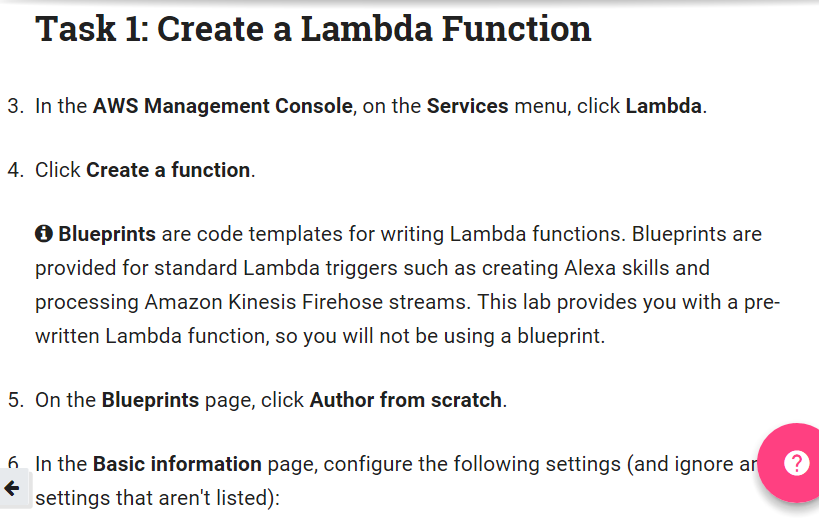 Task 1: Create a Lambda Function
3. In the AWS Management Console, on the Services menu, click Lambda.
4. Click Create a function.
Blueprints are code templates for writing Lambda functions. Blueprints are
provided for standard Lambda triggers such as creating Alexa skills and
processing Amazon Kinesis Firehose streams. This lab provides you with a pre-
written Lambda function, so you will not be using a blueprint.
5. On the Blueprints page, click Author from scratch.
6. In the Basic information page, configure the following settings (and ignore
settings that aren't listed):